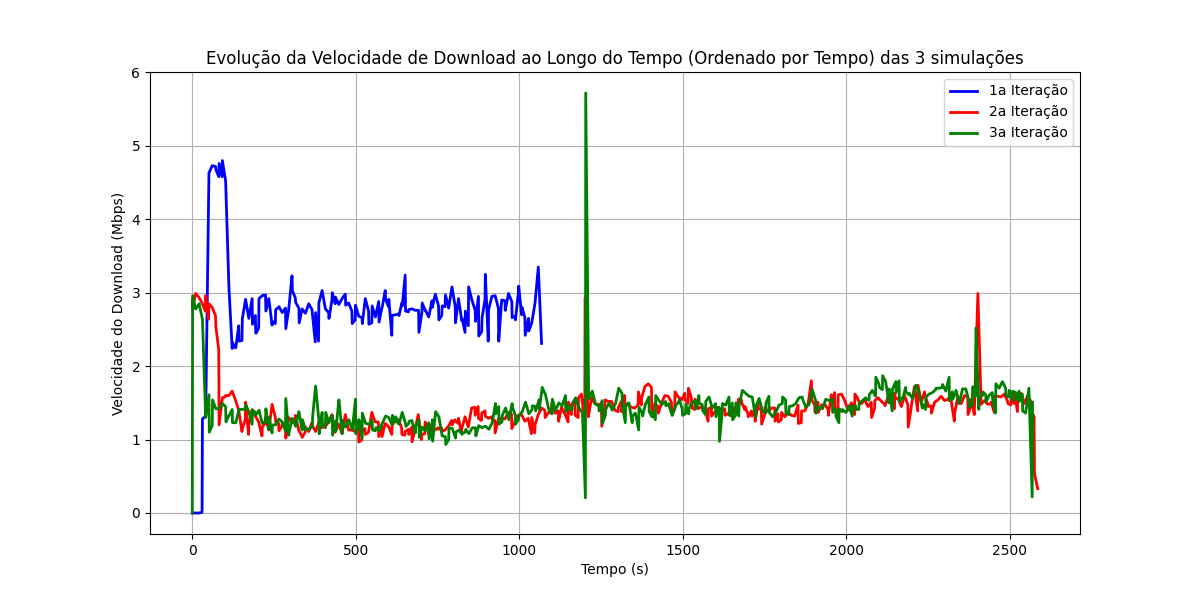 Evolução da Velocidade de Download ao Longo do Tempo (Ordenado por Tempo) das 3 simulações
1a Iteração
2a Iteração
3a Iteração
Velocidade do Download (Mbps)
6
5
4
3
2
1
0
0 500 1000 1500 2000 2500
Tempo (s)